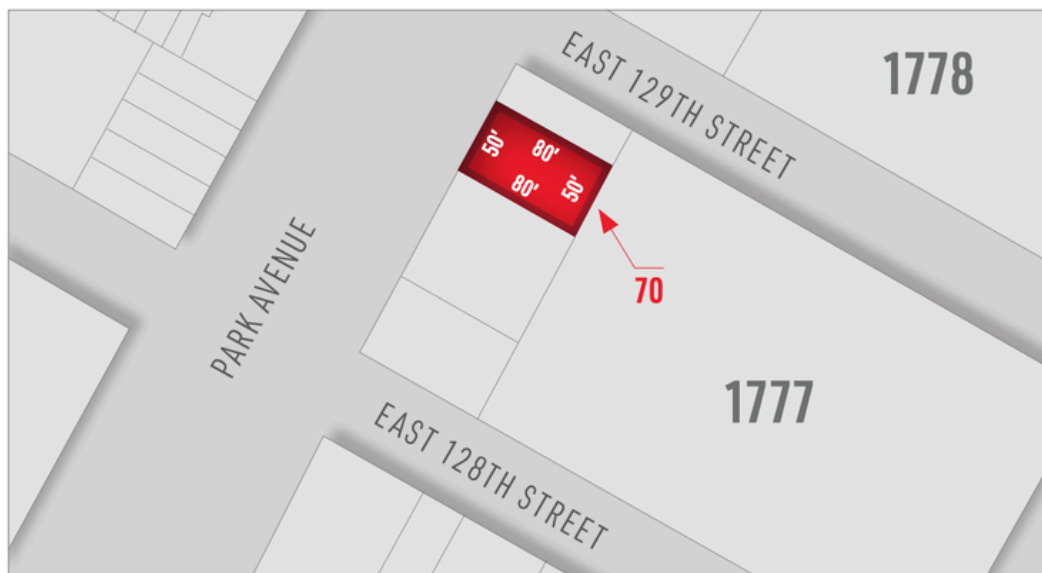 EAST 129TH STREET
1778
50'
80'
80'
50'
PARK AVENUE
70
1777
EAST 128TH STREET